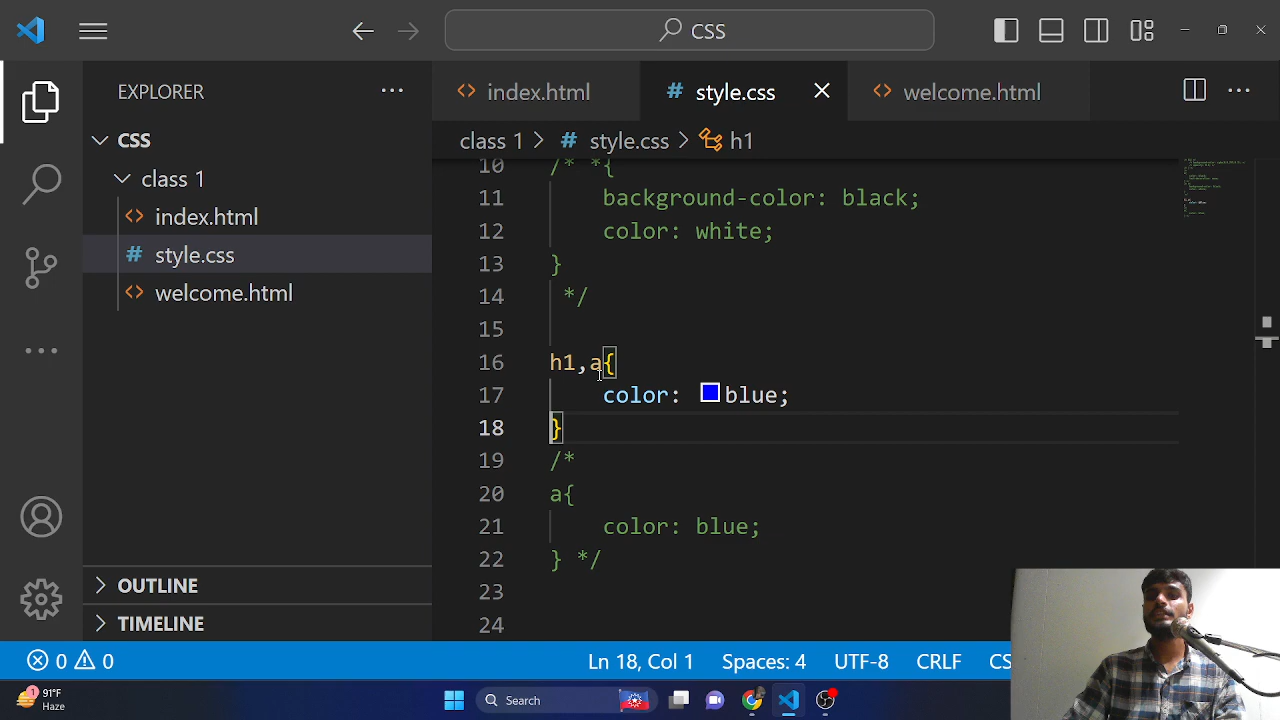 CSS
EXPLORER
CSS
class 1
index.html
style.css
welcome.html
OUTLINE
TIMELINE
index.html
style.css
welcome.html
class 1 > style.css > h1
10 /* *{
11 background-color: black;
12 color: white;
13 }
14 */
15
16 h1,a{
17 color: blue;
18 }
19 /*
20 a{
21 color: blue;
22 } */
23
24
0 0
Ln 18, Col 1
Spaces: 4
UTF-8
CRLF
CS
1
91°F
Haze
Search